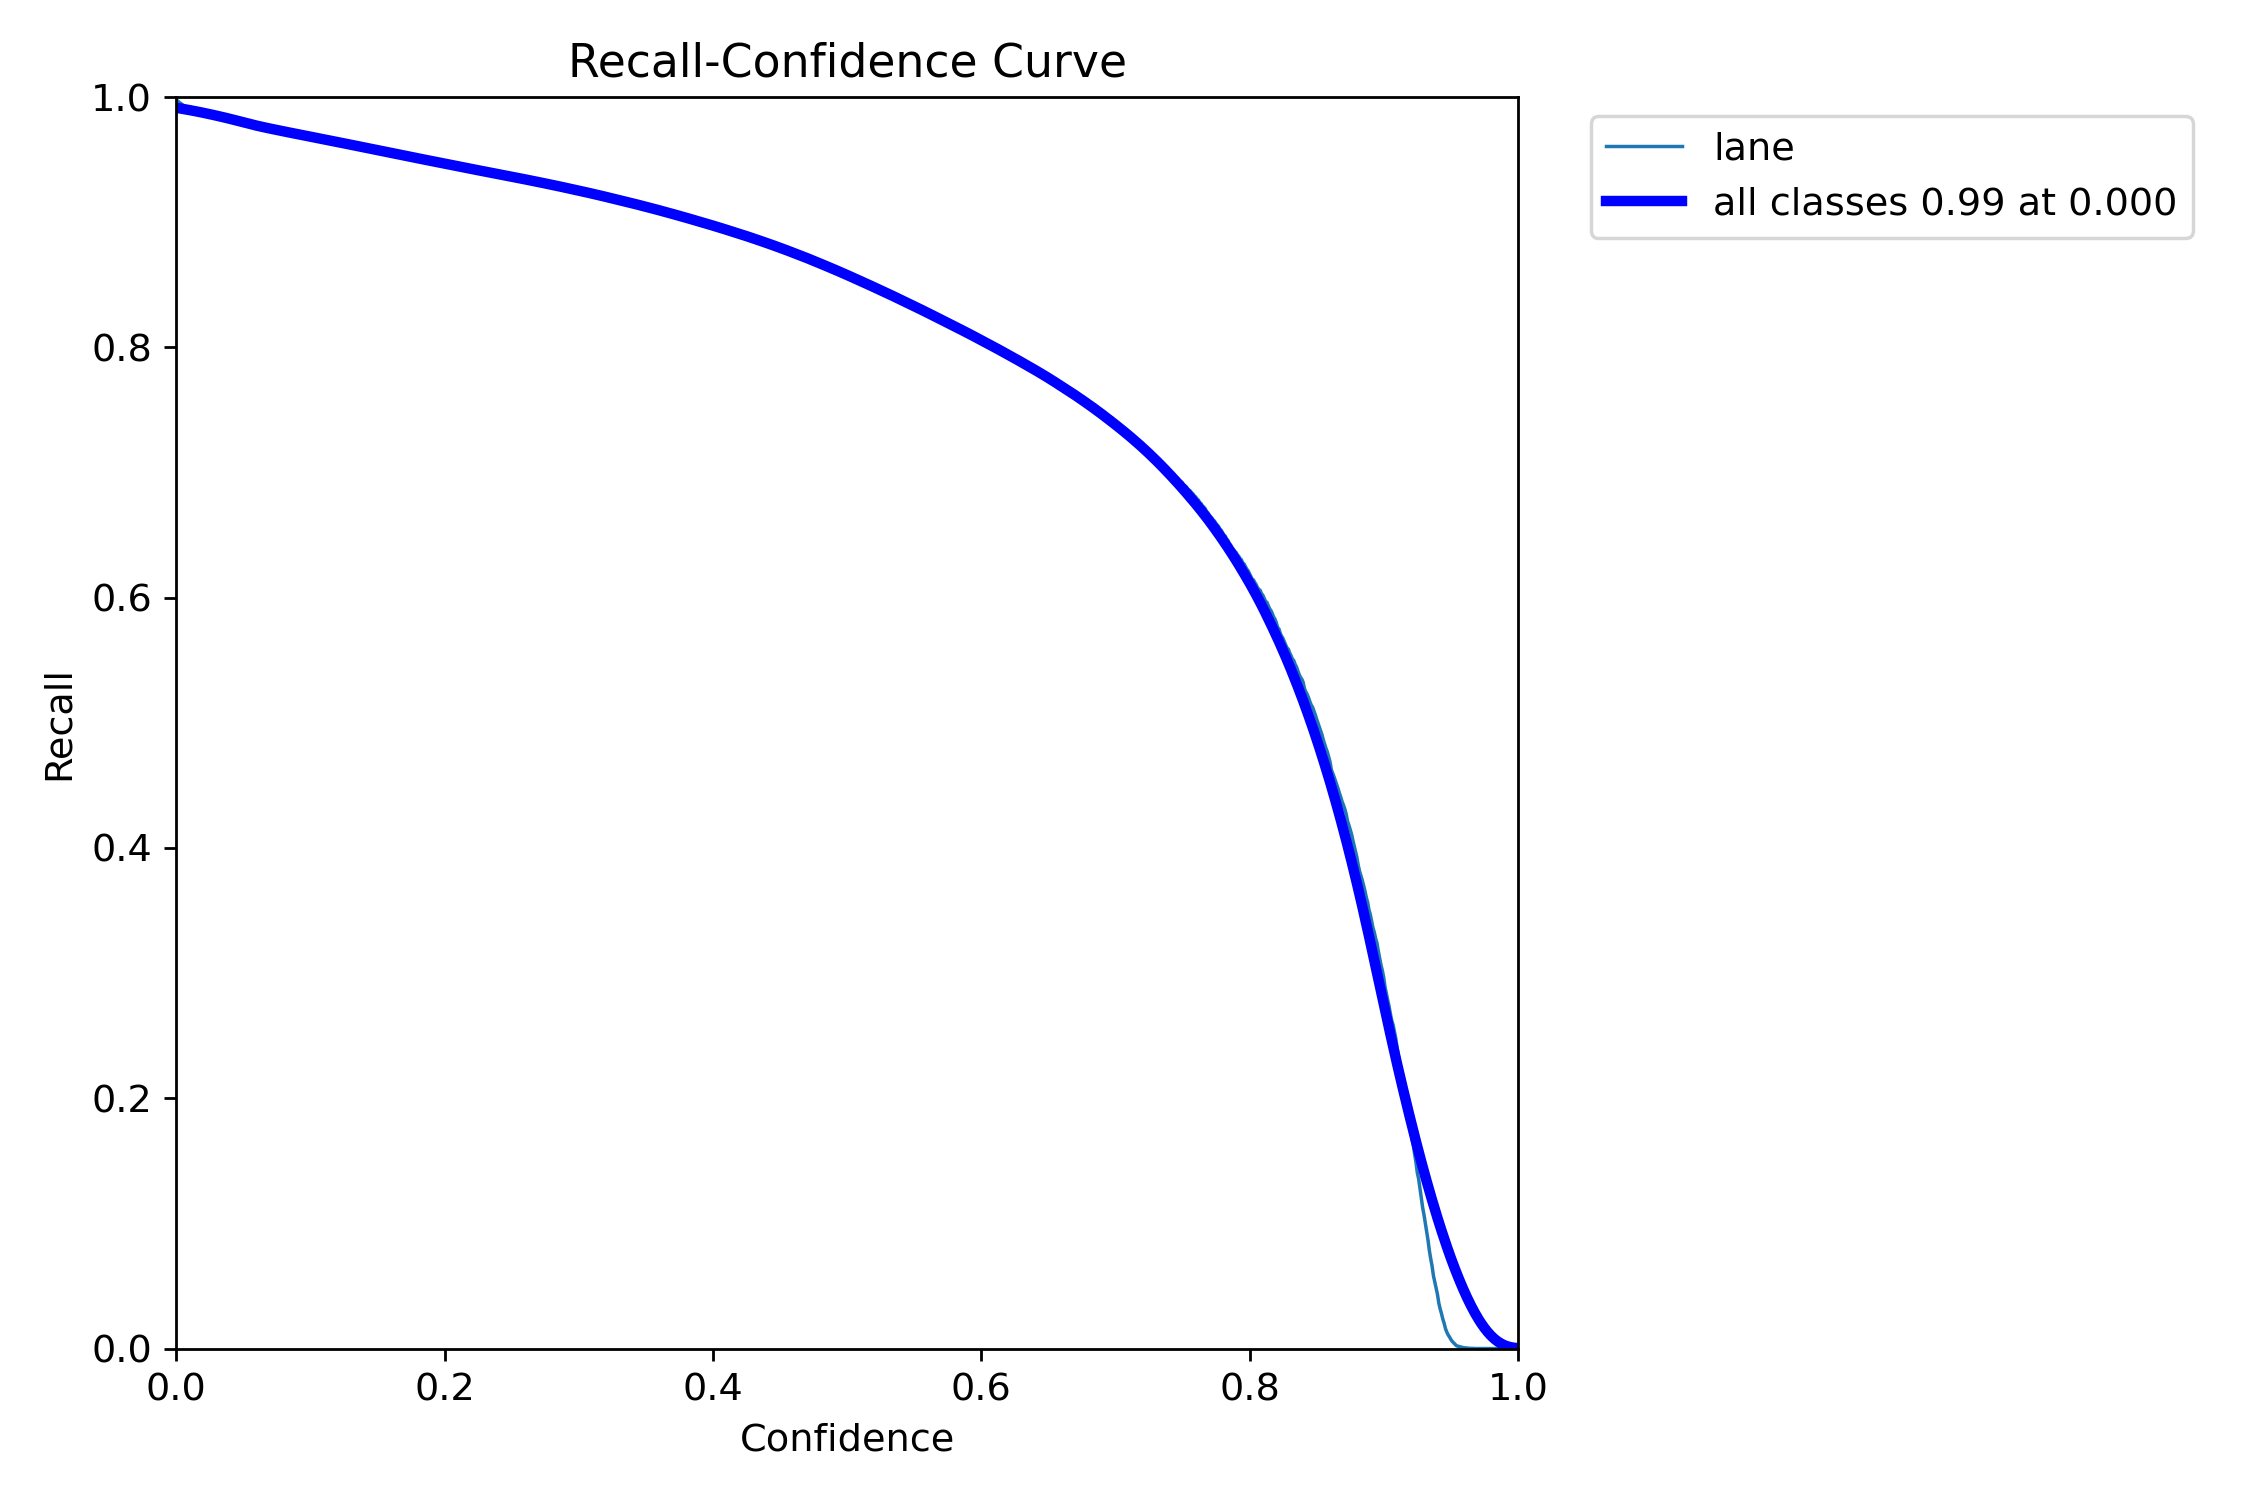 Recall-Confidence Curve
1.0
0.8
0.6
0.4
0.2
0.0
Recall
0.0 0.2 0.4 0.6 0.8 1.0
Confidence
lane
all classes 0.99 at 0.000